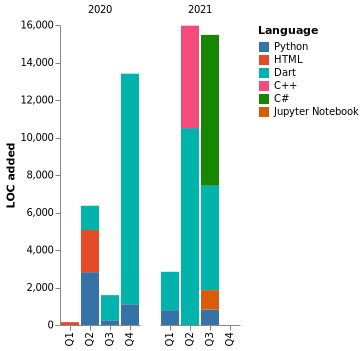 2020
2021
LOC added
16,000
14,000
12,000
10,000
8,000
6,000
4,000
2,000
0
Q1
Q2
Q3
Q4
Q1
Q2
Q3
Q4
Language
Python
HTML
Dart
C++
C#
Jupyter Notebook